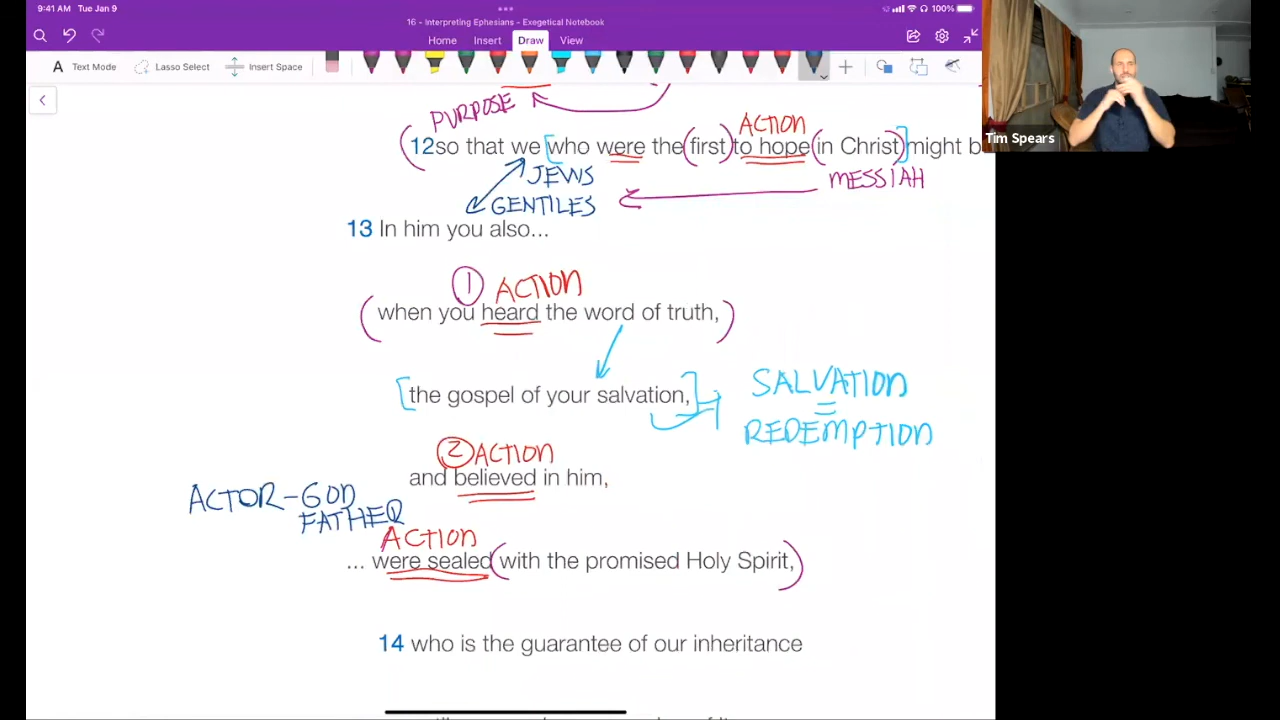 9:41 AM Tue Jan 9
100%
16 - Interpreting Ephesians - Exegetical Notebook
Home Insert Draw View
A Text Mode Lasso Select Insert Space
Tim Spears
PURPOSE
ACTION
12so that we [who were the (first) to hope (in Christ)] might b
JEWS
MESSIAH
GENTILES
13 In him you also...
1 ACTION
(when you heard the word of truth,)
[the gospel of your salvation,]
SALVATION
=
REDEMPTION
2 ACTION
and believed in him,
ACTOR-GOD
FATHER
ACTION
... were sealed (with the promised Holy Spirit,)
14 who is the guarantee of our inheritance